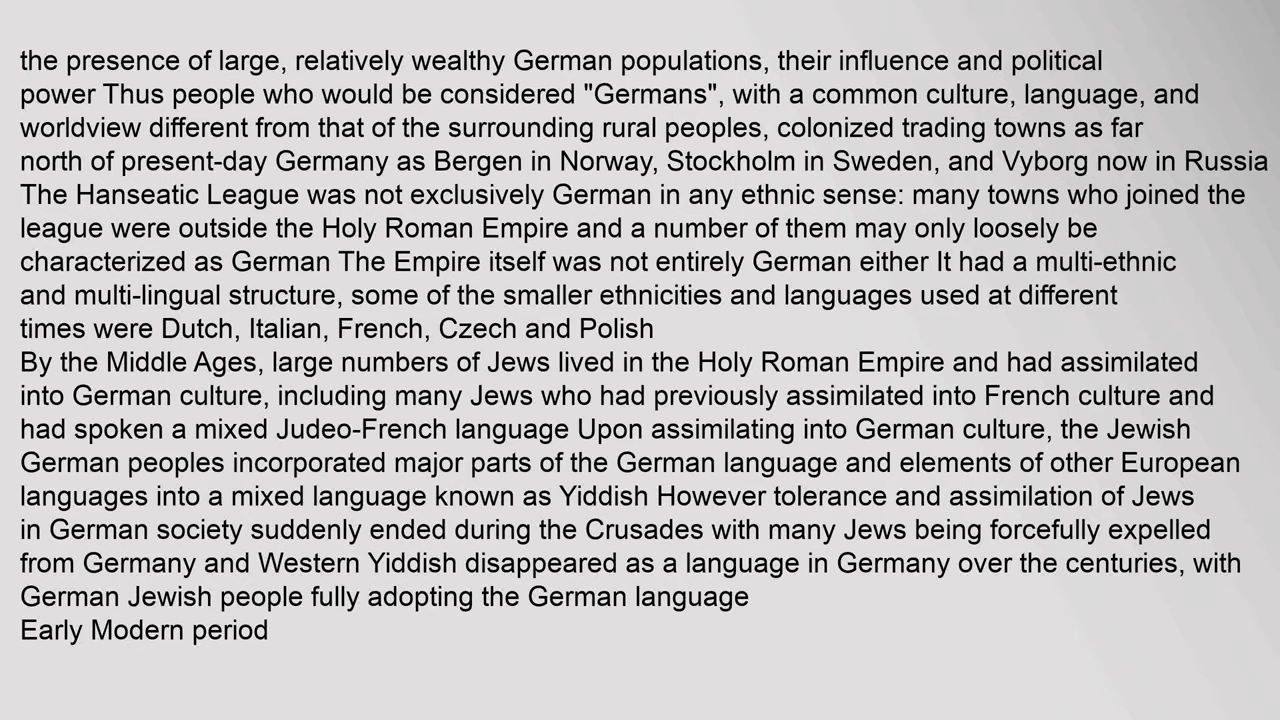 the presence of large, relatively wealthy German populations, their influence and political
power Thus people who would be considered "Germans", with a common culture, language, and
worldview different from that of the surrounding rural peoples, colonized trading towns as far
north of present-day Germany as Bergen in Norway, Stockholm in Sweden, and Vyborg now in Russia
The Hanseatic League was not exclusively German in any ethnic sense: many towns who joined the
league were outside the Holy Roman Empire and a number of them may only loosely be
characterized as German The Empire itself was not entirely German either It had a multi-ethnic
and multi-lingual structure, some of the smaller ethnicities and languages used at different
times were Dutch, Italian, French, Czech and Polish
By the Middle Ages, large numbers of Jews lived in the Holy Roman Empire and had assimilated
into German culture, including many Jews who had previously assimilated into French culture and
had spoken a mixed Judeo-French language Upon assimilating into German culture, the Jewish
German peoples incorporated major parts of the German language and elements of other European
languages into a mixed language known as Yiddish However tolerance and assimilation of Jews
in German society suddenly ended during the Crusades with many Jews being forcefully expelled
from Germany and Western Yiddish disappeared as a language in Germany over the centuries, with
German Jewish people fully adopting the German language
Early Modern period